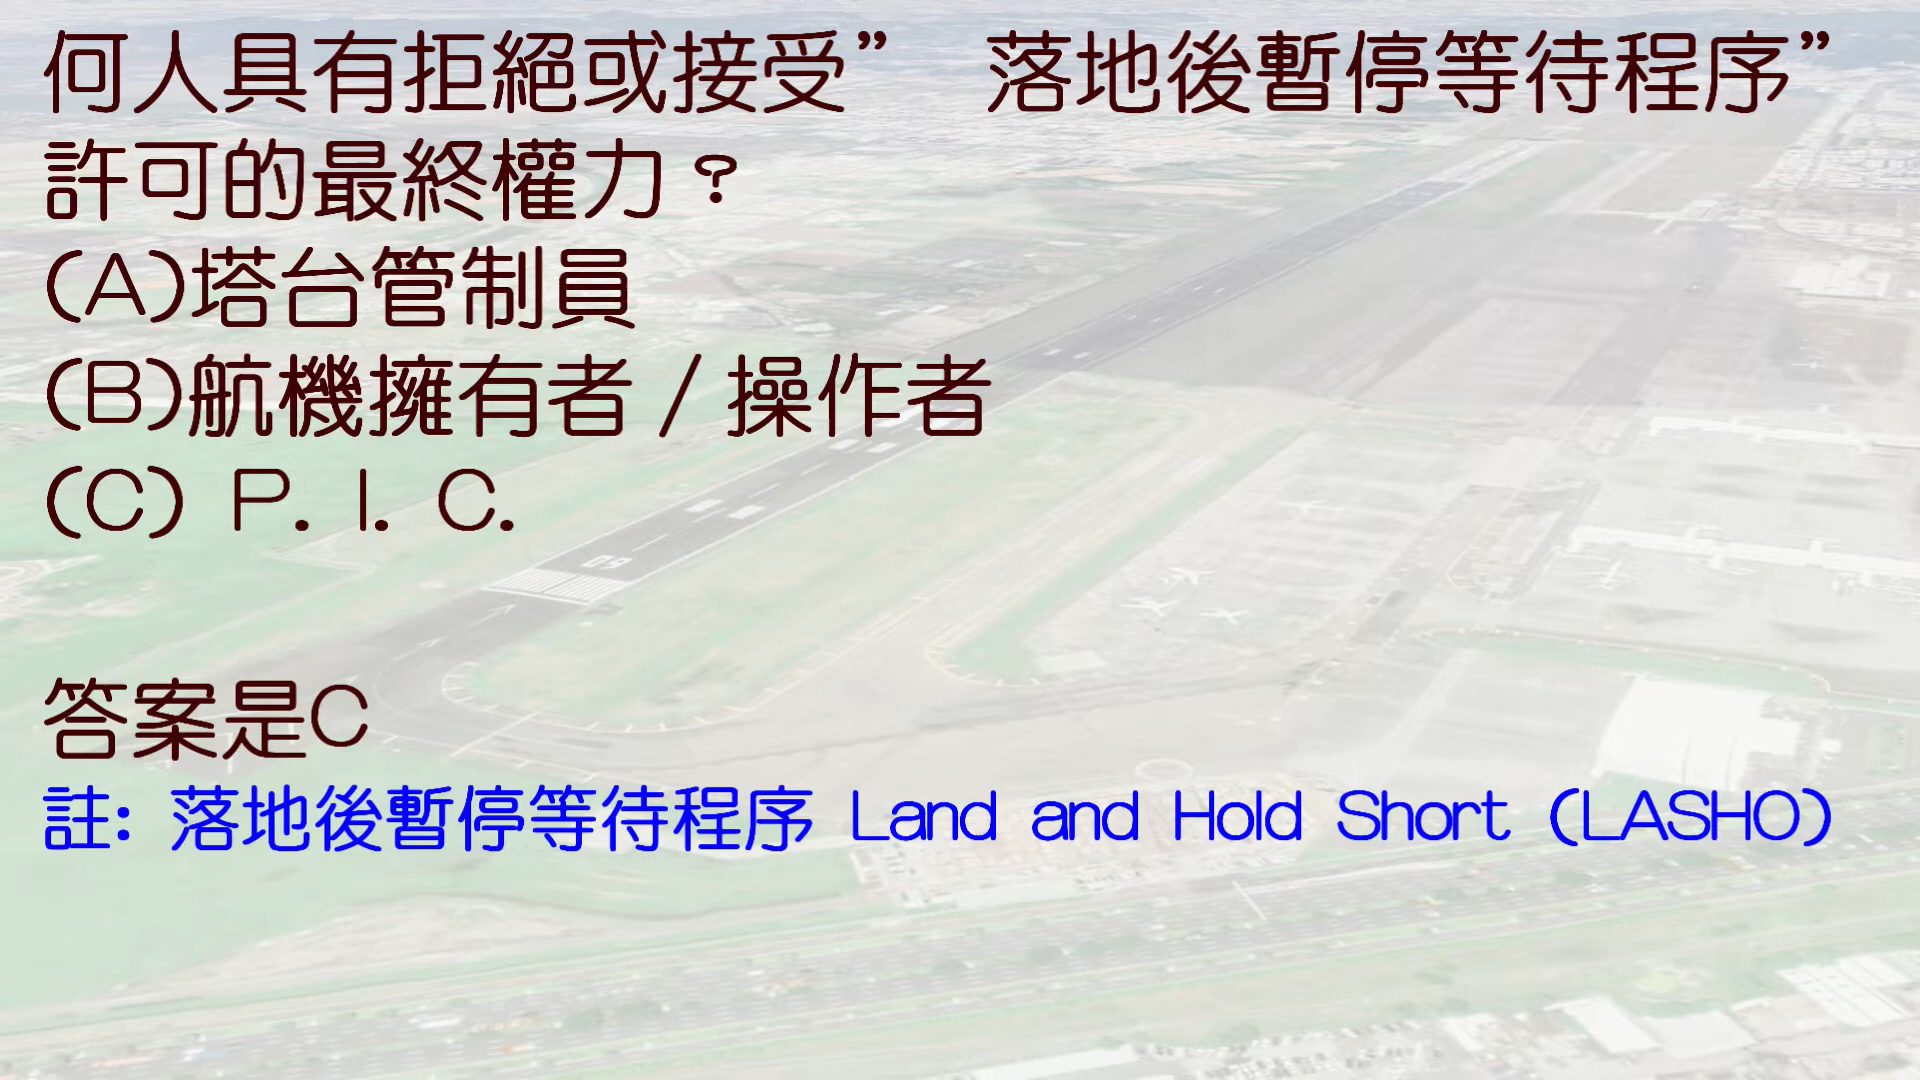 何人具有拒絕或接受” 落地後暫停等待程序”
許可的最終權力？
(A)塔台管制員
(B)航機擁有者／操作者
(C) P. I. C.
答案是C
註: 落地後暫停等待程序 Land and Hold Short (LASHO)
09